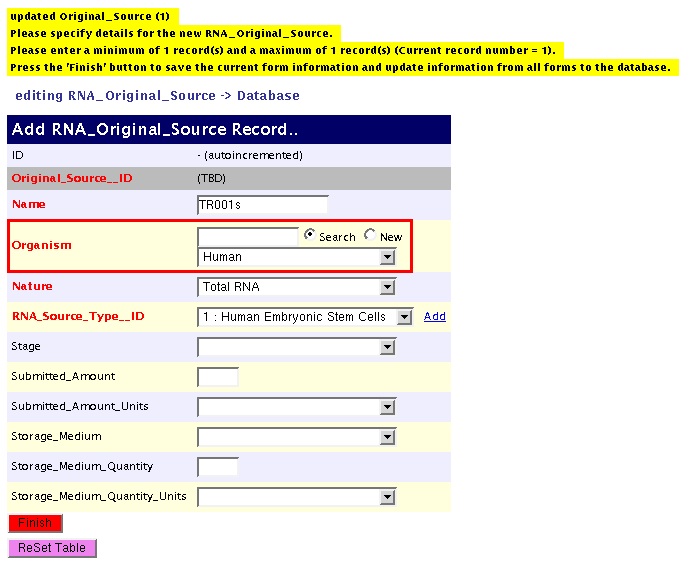 updated Original_Source (1)
Please specify details for the new RNA_Original_Source.
Please enter a minimum of 1 record(s) and a maximum of 1 record(s) (Current record number = 1).
Press the 'Finish' button to save the current form information and update information from all forms to the database.
editing RNA_Original_Source -> Database
Add RNA_Original_Source Record..
ID - (autoincremented)
Original_Source__ID (TBD)
Name TR001s
Organism Search New
Human
Nature Total RNA
RNA_Source_Type__ID 1 : Human Embryonic Stem Cells Add
Stage
Submitted_Amount
Submitted_Amount_Units
Storage_Medium
Storage_Medium_Quantity
Storage_Medium_Quantity_Units
Finish
ReSet Table